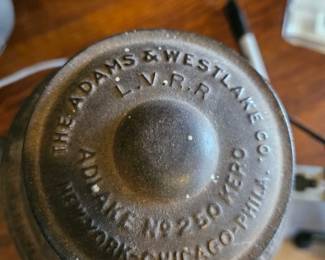 THE ADAMS & WESTLAKE CO.
L.V.R.R
ADLAKE No 250 KERO
NEW YORK-CHICAGO-PHILA.